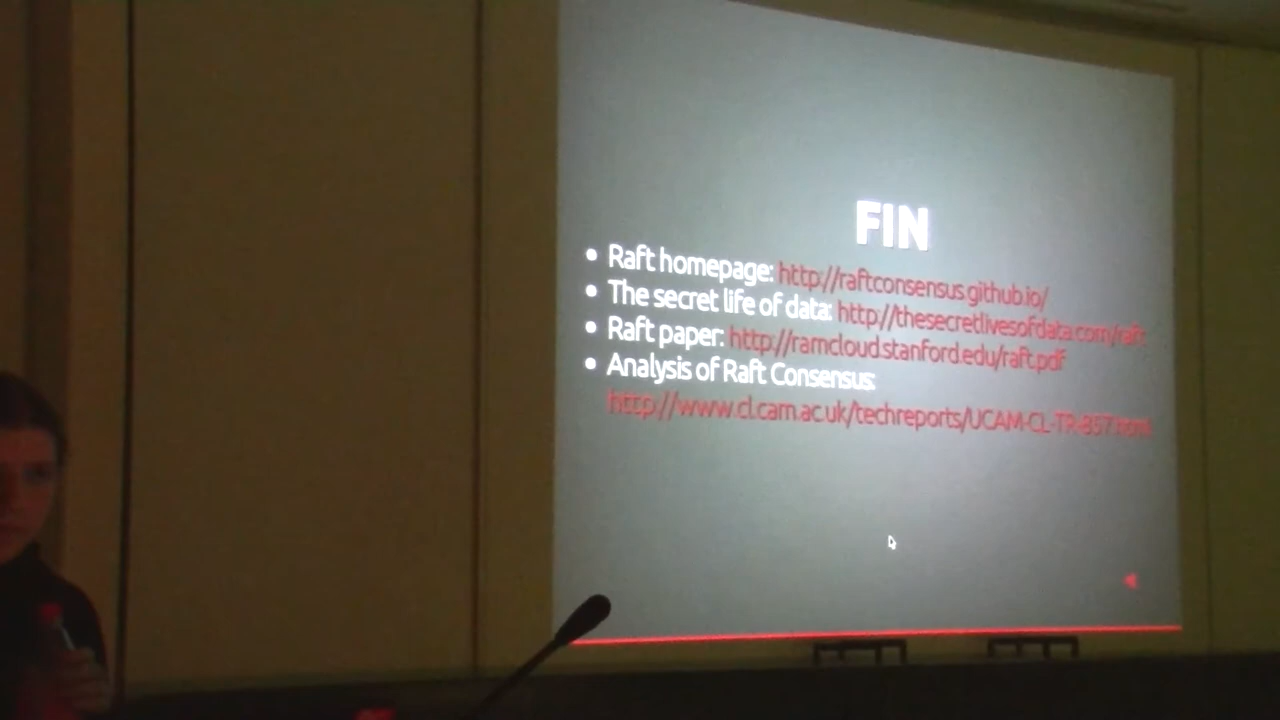 FIN
• Raft homepage: http://raftconsensus.github.io/
• The secret life of data: http://thesecretlivesofdata.com/raft
• Raft paper: http://ramcloud.stanford.edu/raft.pdf
• Analysis of Raft Consensus:
http://www.cl.cam.ac.uk/techreports/UCAM-CL-TR-857.html